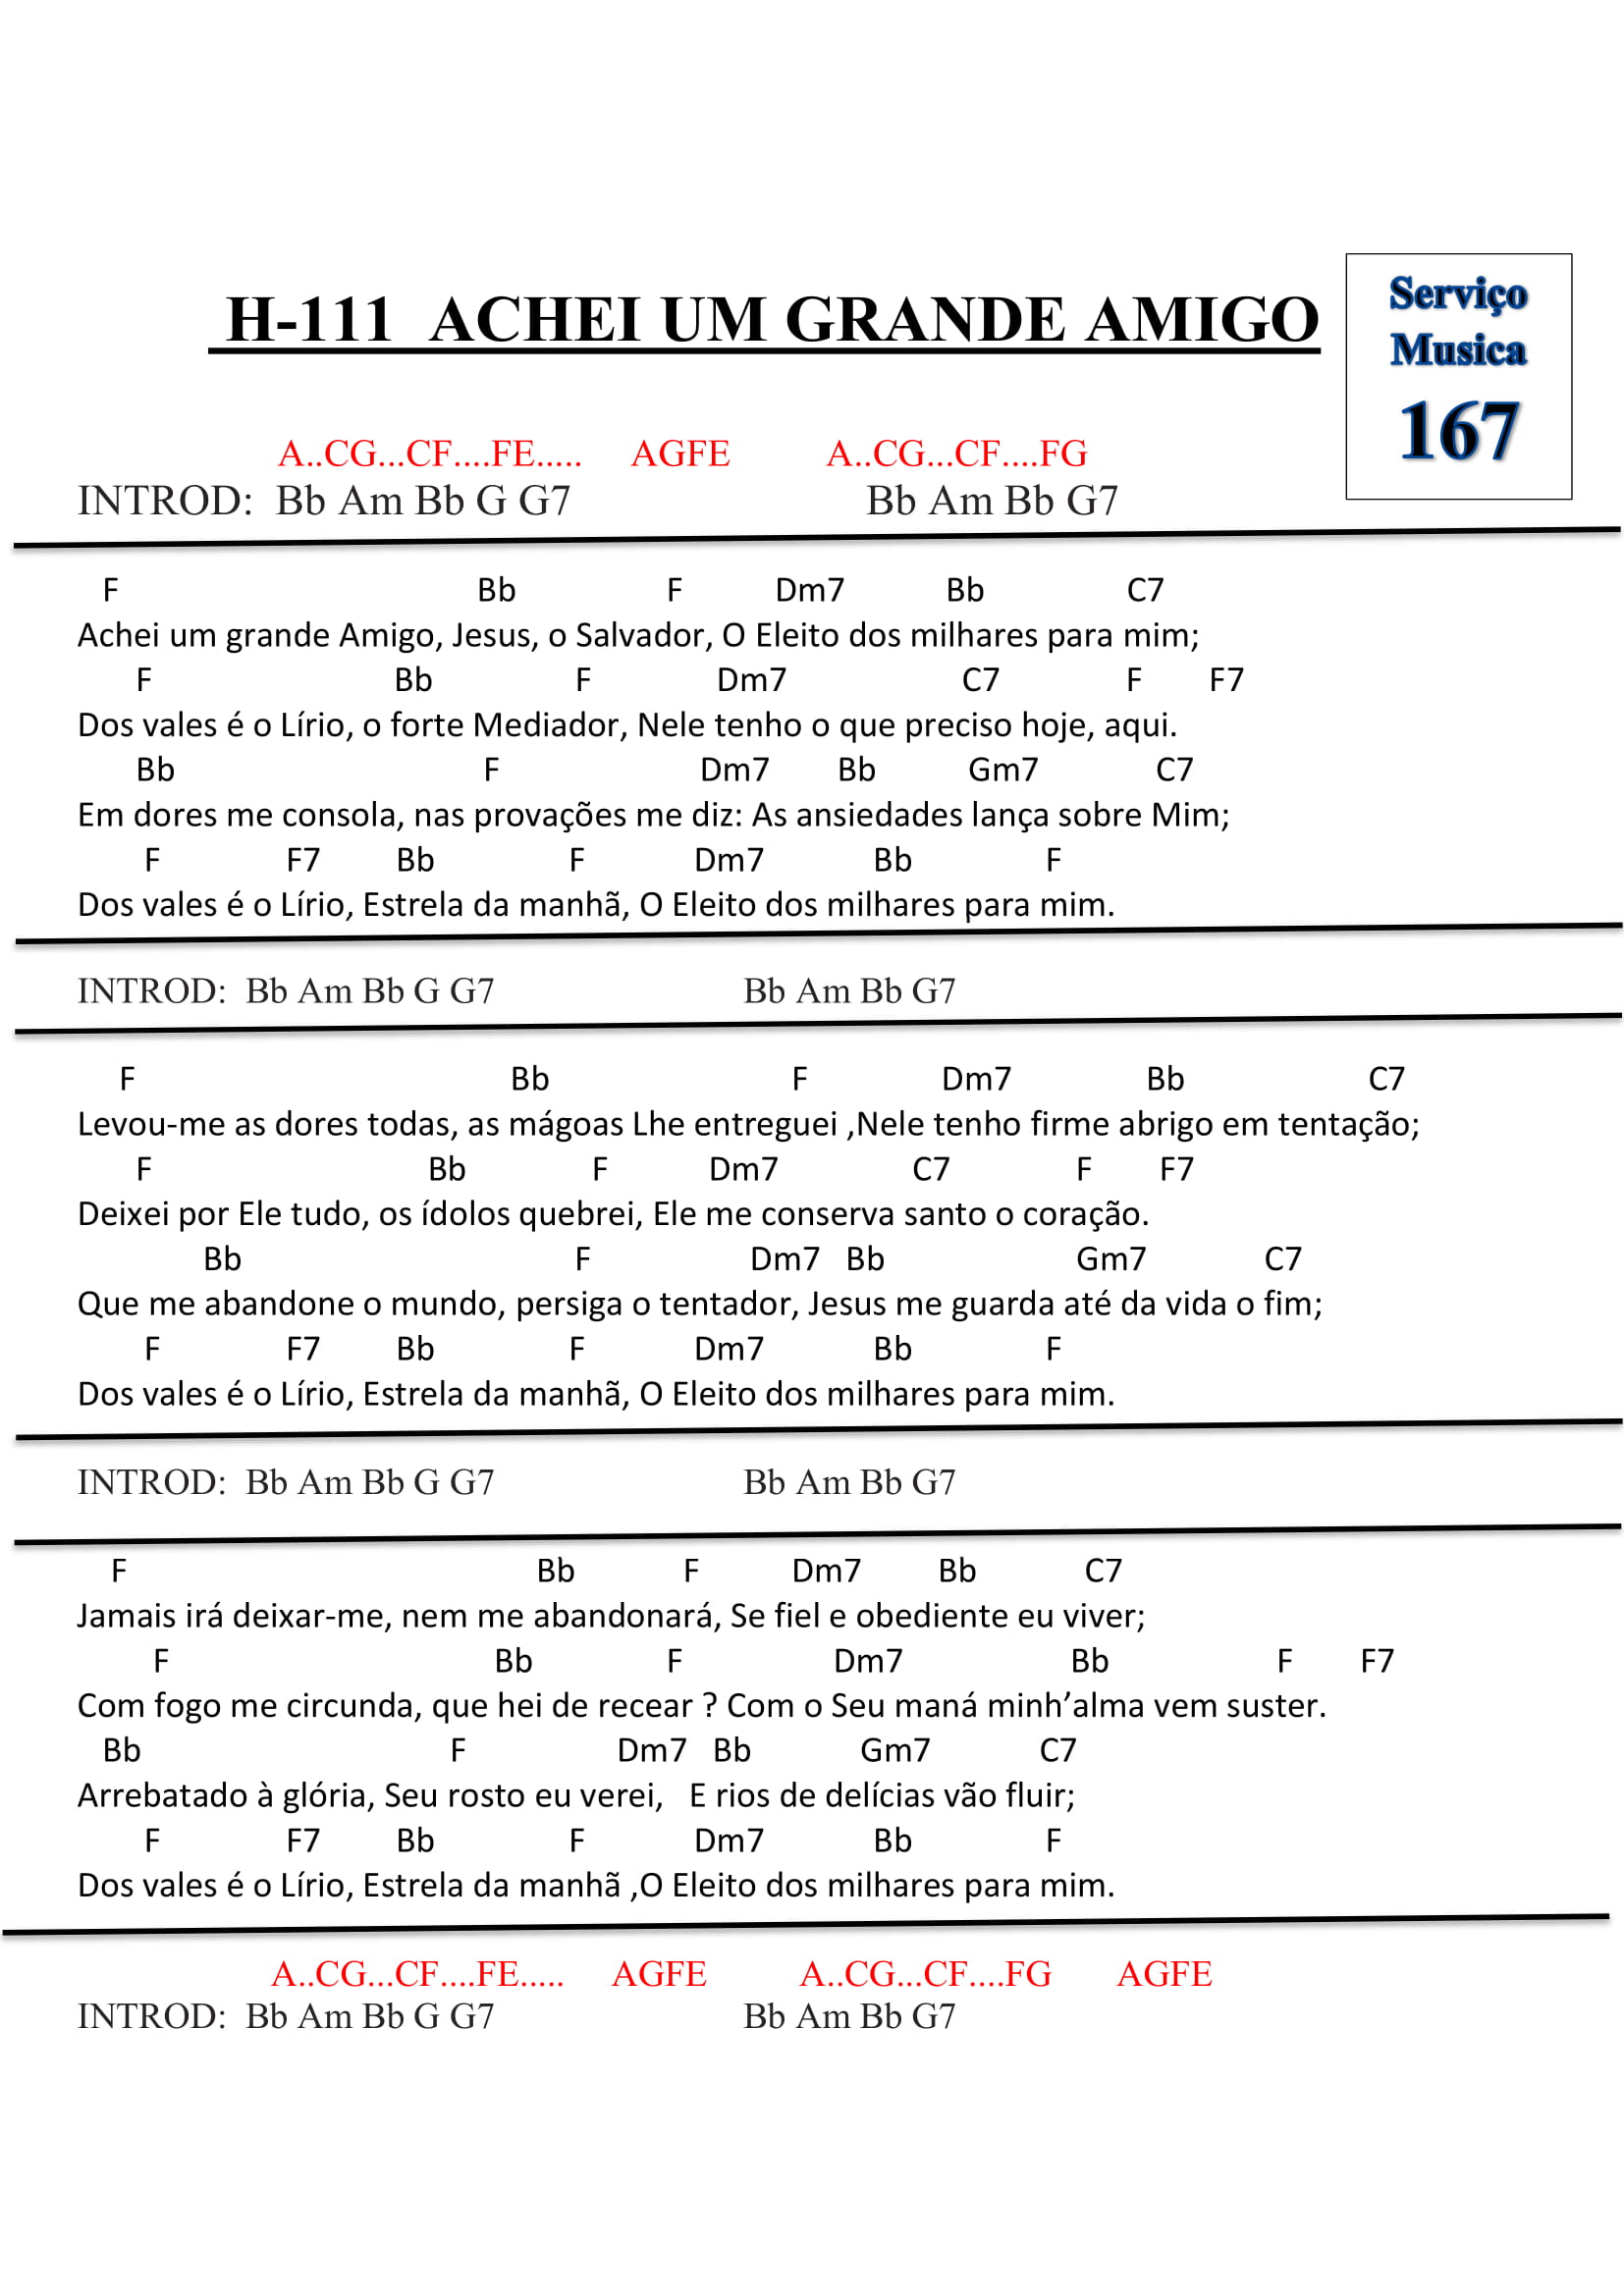 H-111 ACHEI UM GRANDE AMIGO
Serviço
Musica
167
A..CG...CF....FE..... AGFE A..CG...CF....FG
INTROD: Bb Am Bb G G7 Bb Am Bb G7
F Bb F Dm7 Bb C7
Achei um grande Amigo, Jesus, o Salvador, O Eleito dos milhares para mim;
F Bb F Dm7 C7 F F7
Dos vales é o Lírio, o forte Mediador, Nele tenho o que preciso hoje, aqui.
Bb F Dm7 Bb Gm7 C7
Em dores me consola, nas provações me diz: As ansiedades lança sobre Mim;
F F7 Bb F Dm7 Bb F
Dos vales é o Lírio, Estrela da manhã, O Eleito dos milhares para mim.
INTROD: Bb Am Bb G G7 Bb Am Bb G7
F Bb F Dm7 Bb C7
Levou-me as dores todas, as mágoas Lhe entreguei ,Nele tenho firme abrigo em tentação;
F Bb F Dm7 C7 F F7
Deixei por Ele tudo, os ídolos quebrei, Ele me conserva santo o coração.
Bb F Dm7 Bb Gm7 C7
Que me abandone o mundo, persiga o tentador, Jesus me guarda até da vida o fim;
F F7 Bb F Dm7 Bb F
Dos vales é o Lírio, Estrela da manhã, O Eleito dos milhares para mim.
INTROD: Bb Am Bb G G7 Bb Am Bb G7
F Bb F Dm7 Bb C7
Jamais irá deixar-me, nem me abandonará, Se fiel e obediente eu viver;
F Bb F Dm7 Bb F F7
Com fogo me circunda, que hei de recear ? Com o Seu maná minh’alma vem suster.
Bb F Dm7 Bb Gm7 C7
Arrebatado à glória, Seu rosto eu verei, E rios de delícias vão fluir;
F F7 Bb F Dm7 Bb F
Dos vales é o Lírio, Estrela da manhã ,O Eleito dos milhares para mim.
A..CG...CF....FE..... AGFE A..CG...CF....FG AGFE
INTROD: Bb Am Bb G G7 Bb Am Bb G7